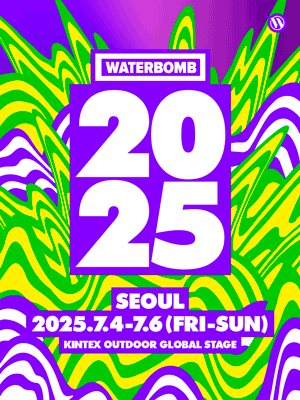 WATERBOMB
20
25
SEOUL
2025.7.4-7.6(FRI-SUN)
KINTEX OUTDOOR GLOBAL STAGE